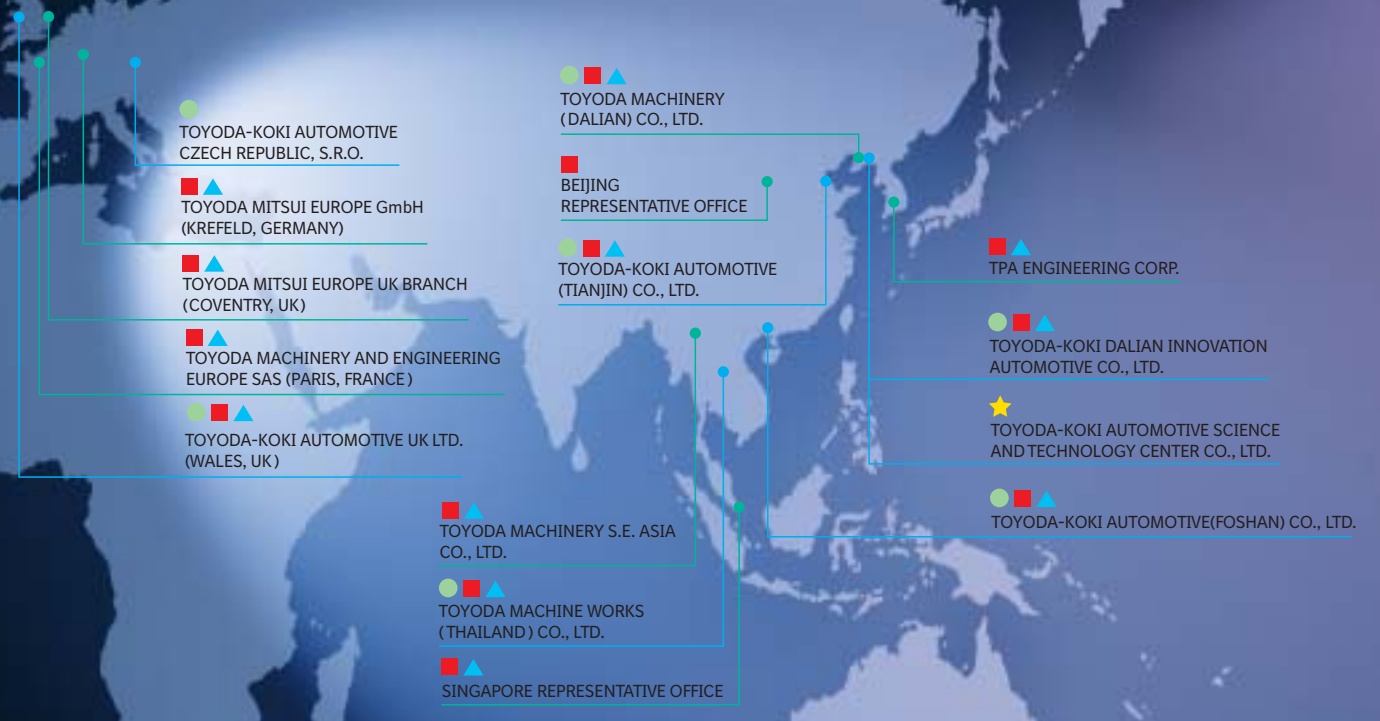 TOYODA-KOKI AUTOMOTIVE
CZECH REPUBLIC, S.R.O.
TOYODA MITSUI EUROPE GmbH
(KREFELD, GERMANY)
TOYODA MITSUI EUROPE UK BRANCH
(COVENTRY, UK)
TOYODA MACHINERY AND ENGINEERING
EUROPE SAS (PARIS, FRANCE)
TOYODA-KOKI AUTOMOTIVE UK LTD.
(WALES, UK)
TOYODA MACHINERY
(DALIAN) CO., LTD.
BEIJING
REPRESENTATIVE OFFICE
TOYODA-KOKI AUTOMOTIVE
(TIANJIN) CO., LTD.
TOYODA MACHINERY S.E. ASIA
CO., LTD.
TOYODA MACHINE WORKS
(THAILAND) CO., LTD.
SINGAPORE REPRESENTATIVE OFFICE
TPA ENGINEERING CORP.
TOYODA-KOKI DALIAN INNOVATION
AUTOMOTIVE CO., LTD.
TOYODA-KOKI AUTOMOTIVE SCIENCE
AND TECHNOLOGY CENTER CO., LTD.
TOYODA-KOKI AUTOMOTIVE(FOSHAN) CO., LTD.